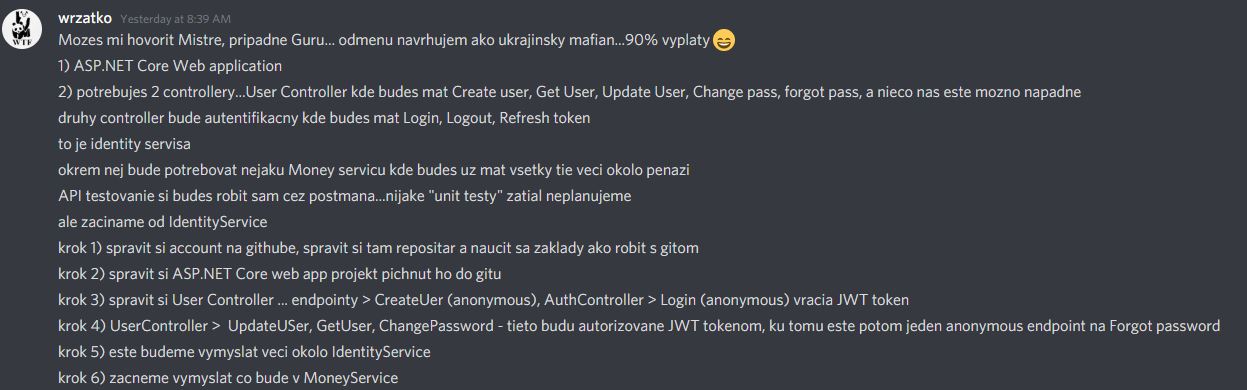 WTF
wrzatko Yesterday at 8:39 AM
Mozes mi hovorit Mistre, pripadne Guru... odmenu navrhujem ako ukrajinsky mafian...90% vyplaty
1) ASP.NET Core Web application
2) potrebujes 2 controllery...User Controller kde budes mat Create user, Get User, Update User, Change pass, forgot pass, a nieco nas este mozno napadne
druhy controller bude autentifikacny kde budes mat Login, Logout, Refresh token
to je identity servisa
okrem nej bude potrebovat nejaku Money servicu kde budes uz mat vsetky tie veci okolo penazi
API testovanie si budes robit sam cez postmana...nijake "unit testy" zatial neplanujeme
ale zaciname od IdentityService
krok 1) spravit si account na githube, spravit si tam repositar a naucit sa zaklady ako robit s gitom
krok 2) spravit si ASP.NET Core web app projekt pichnut ho do gitu
krok 3) spravit si User Controller ... endpointy > CreateUer (anonymous), AuthController > Login (anonymous) vracia JWT token
krok 4) UserController > UpdateUSer, GetUser, ChangePassword - tieto budu autorizovane JWT tokenom, ku tomu este potom jeden anonymous endpoint na Forgot password
krok 5) este budeme vymyslat veci okolo IdentityService
krok 6) zacneme vymyslat co bude v MoneyService